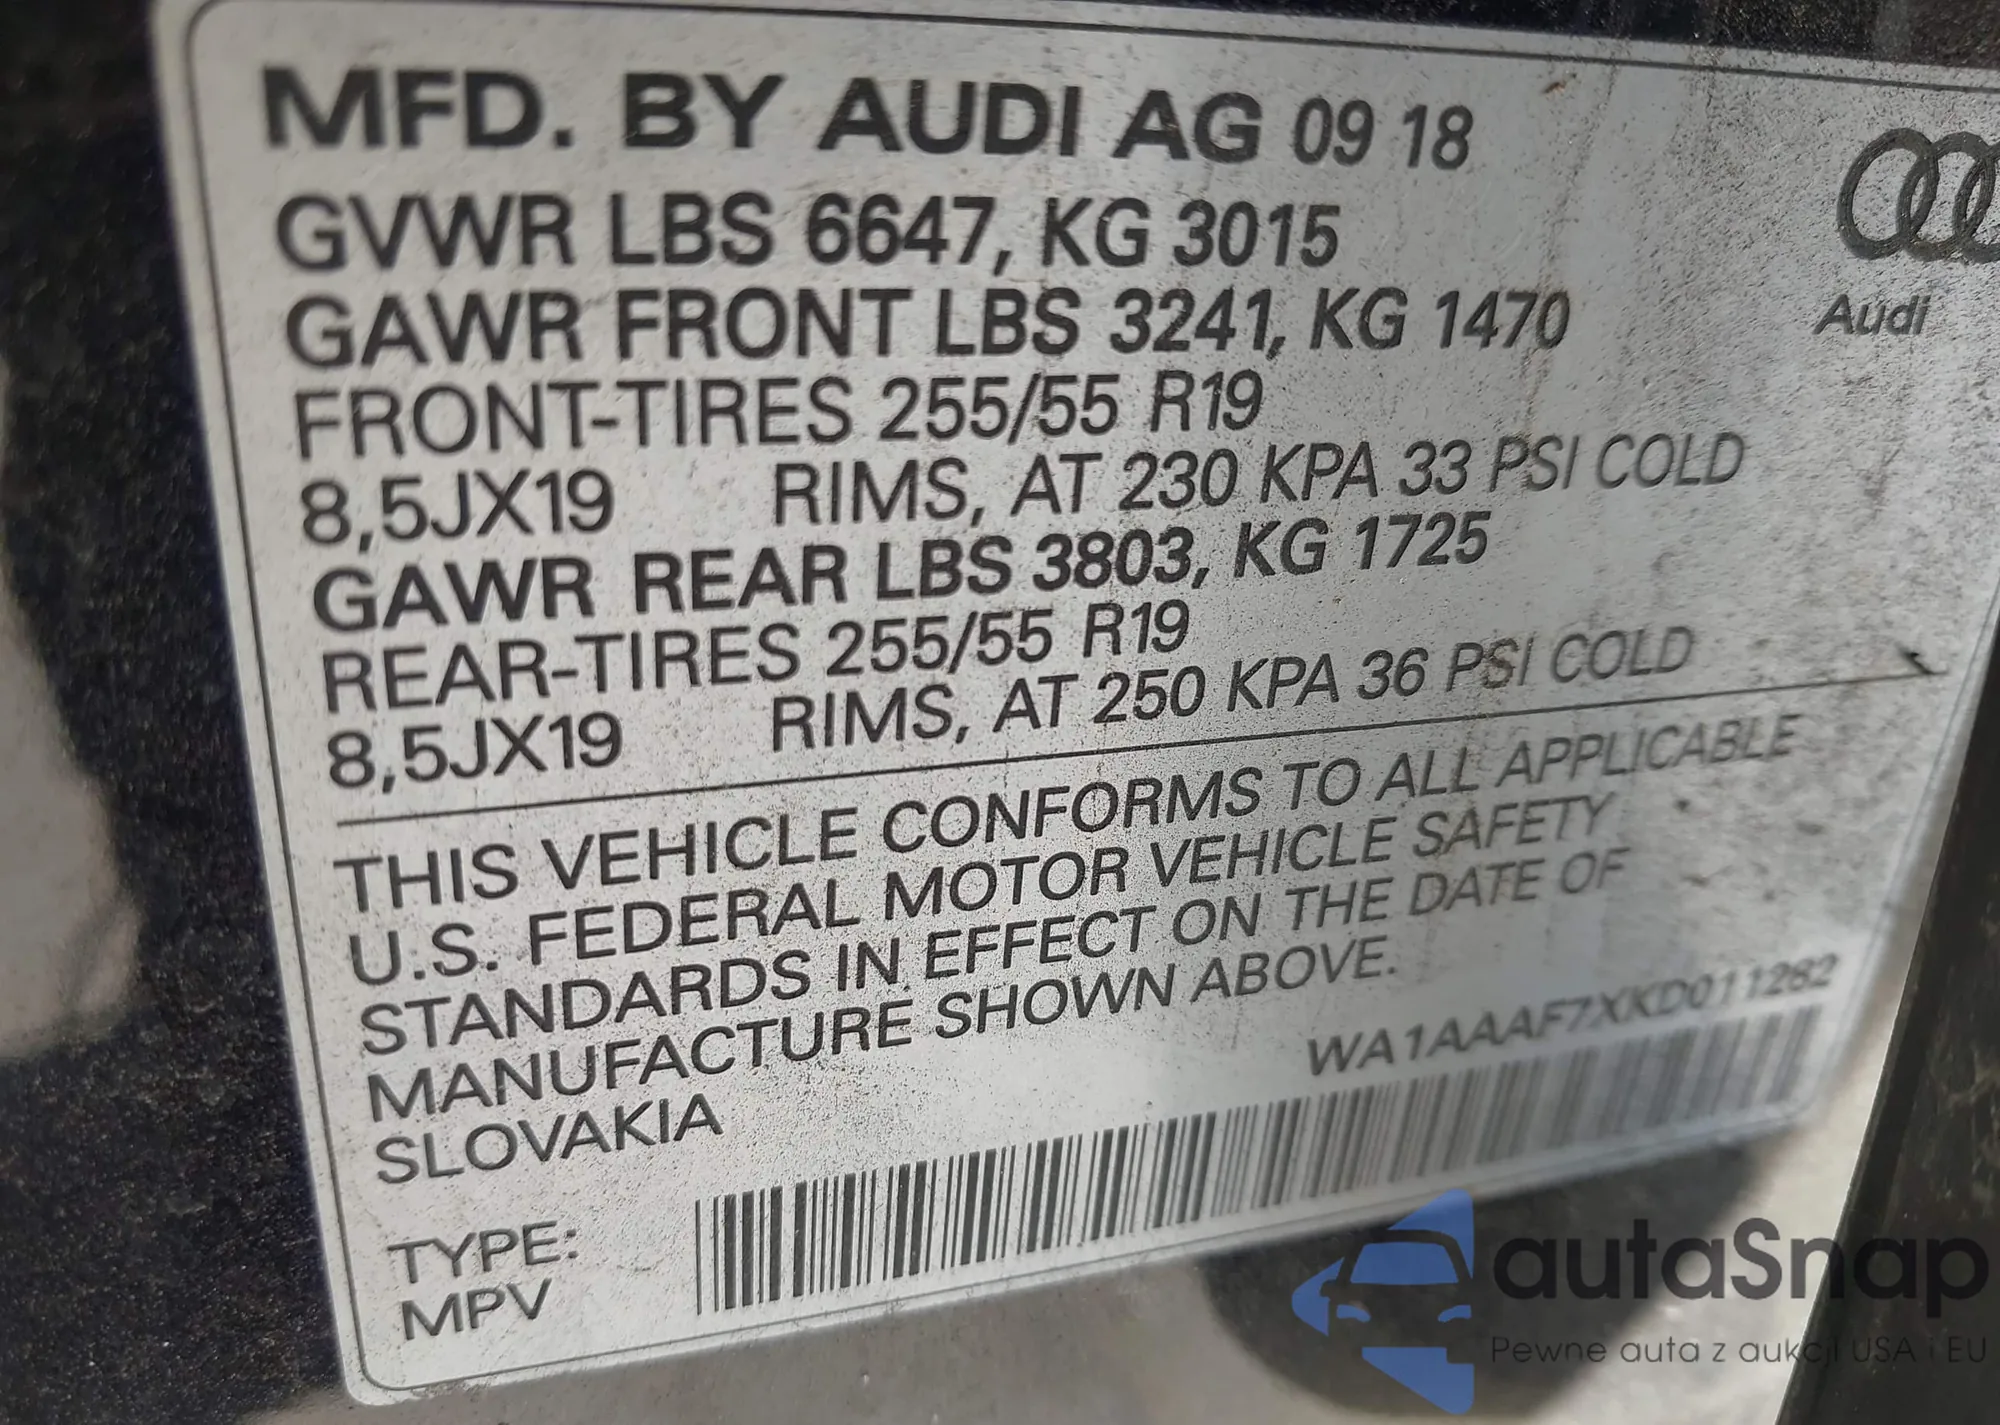 MFD. BY AUDI AG 09 18
GVWR LBS 6647, KG 3015
GAWR FRONT LBS 3241, KG 1470
FRONT-TIRES 255/55 R19
8,5JX19 RIMS, AT 230 KPA 33 PSI COLD
GAWR REAR LBS 3803, KG 1725
REAR-TIRES 255/55 R19
8,5JX19 RIMS, AT 250 KPA 36 PSI COLD
Audi
THIS VEHICLE CONFORMS TO ALL APPLICABLE
U.S. FEDERAL MOTOR VEHICLE SAFETY
STANDARDS IN EFFECT ON THE DATE OF
MANUFACTURE SHOWN ABOVE.
SLOVAKIA
WA1AAAF7XKD011282
TYPE:
MPV
autaSnap
Pewne auta z aukcji USA i EU